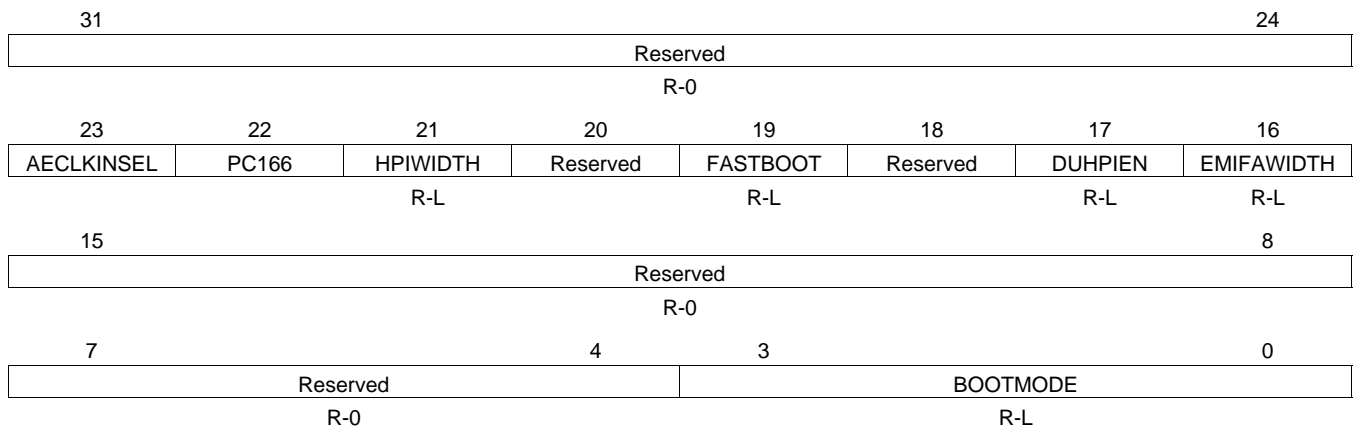 31 24
Reserved
R-0
23 22 21 20 19 18 17 16
AECLKINSEL PC166 HPIWIDTH Reserved FASTBOOT Reserved DUHPIEN EMIFAWIDTH
R-L R-L R-L R-L
15 8
Reserved
R-0
7 4 3 0
Reserved BOOTMODE
R-0 R-L